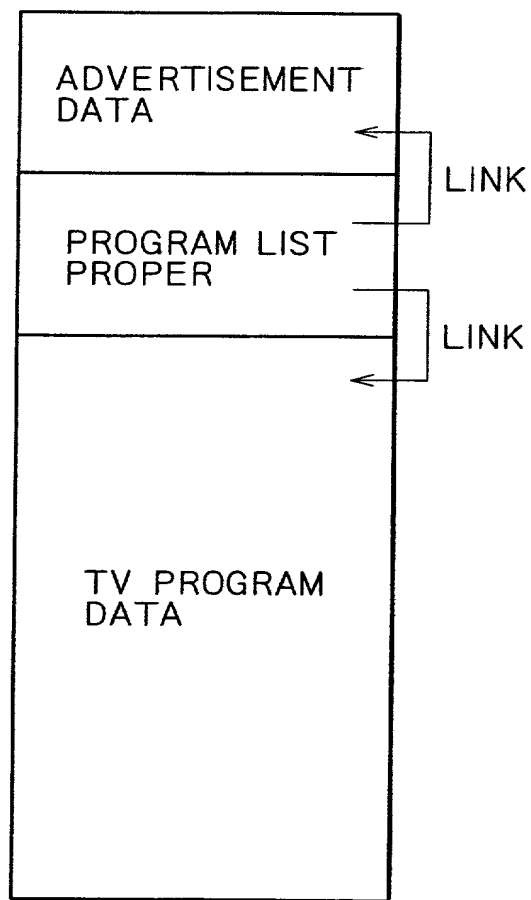 ADVERTISEMENT
DATA
LINK
PROGRAM LIST
PROPER
LINK
TV PROGRAM
DATA